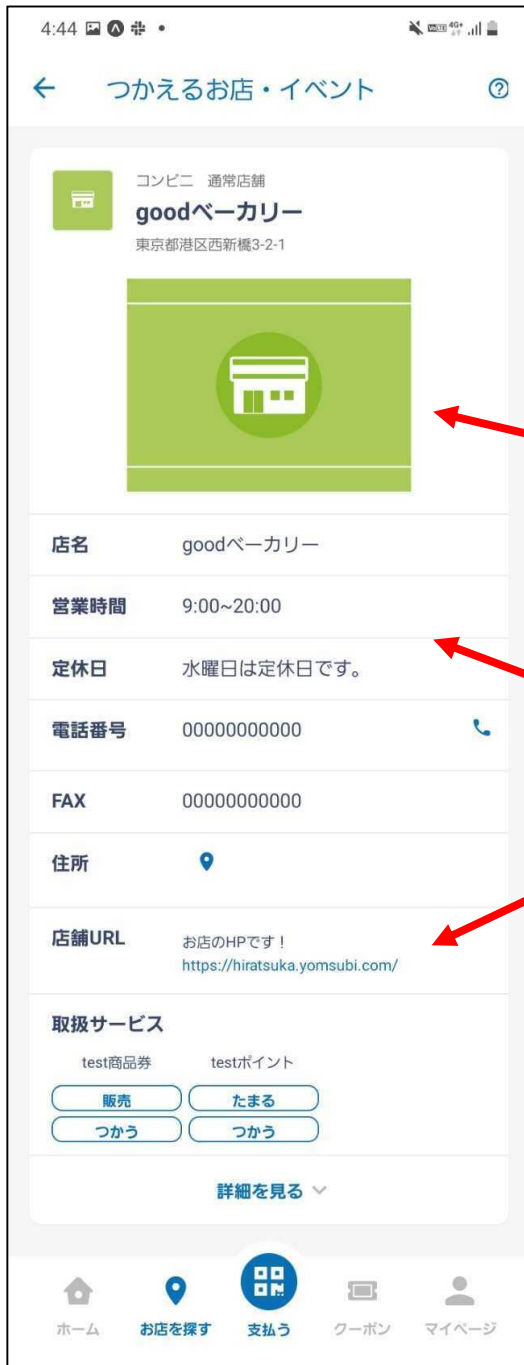 4:44
4G+
つかえるお店・イベント
コンビニ 通常店舗
goodベーカリー
東京都港区西新橋3-2-1
店名 goodベーカリー
営業時間 9:00~20:00
定休日 水曜日は定休日です。
電話番号 00000000000
FAX 00000000000
住所
店舗URL お店のHPです！
https://hiratsuka.yomsubi.com/
取扱サービス
test商品券 testポイント
販売 たまる
つかう つかう
詳細を見る
ホーム お店を探す 支払う クーポン マイページ